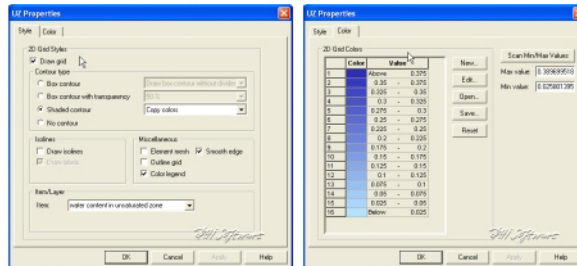 UZ Properties
Style Color
2D Grid Styles
Draw grid
Contour type
Box contour
Draw box contour without divider
Box contour with transparency
Shaded contour
Copy colors
No contour
Isolines
Draw isolines
Draw labels
Miscellaneous
Element mesh
Smooth edge
Outline grid
Color legend
Item/Layer
Item:
water content in unsaturated zone
DHI Software
OK
Cancel
Apply
Help
UZ Properties
Style Color
2D Grid Colors
Color Value
1 Above 0.375
2 0.35 - 0.375
3 0.325 - 0.35
4 0.3 - 0.325
5 0.275 - 0.3
6 0.25 - 0.275
7 0.225 - 0.25
8 0.2 - 0.225
9 0.175 - 0.2
10 0.15 - 0.175
11 0.125 - 0.15
12 0.1 - 0.125
13 0.075 - 0.1
14 0.05 - 0.075
15 0.025 - 0.05
16 Below 0.025
New...
Edit...
Open...
Save...
Reset
Scan Min/Max Values
Max value:
Min value:
DHI Software
OK
Cancel
Apply
Help